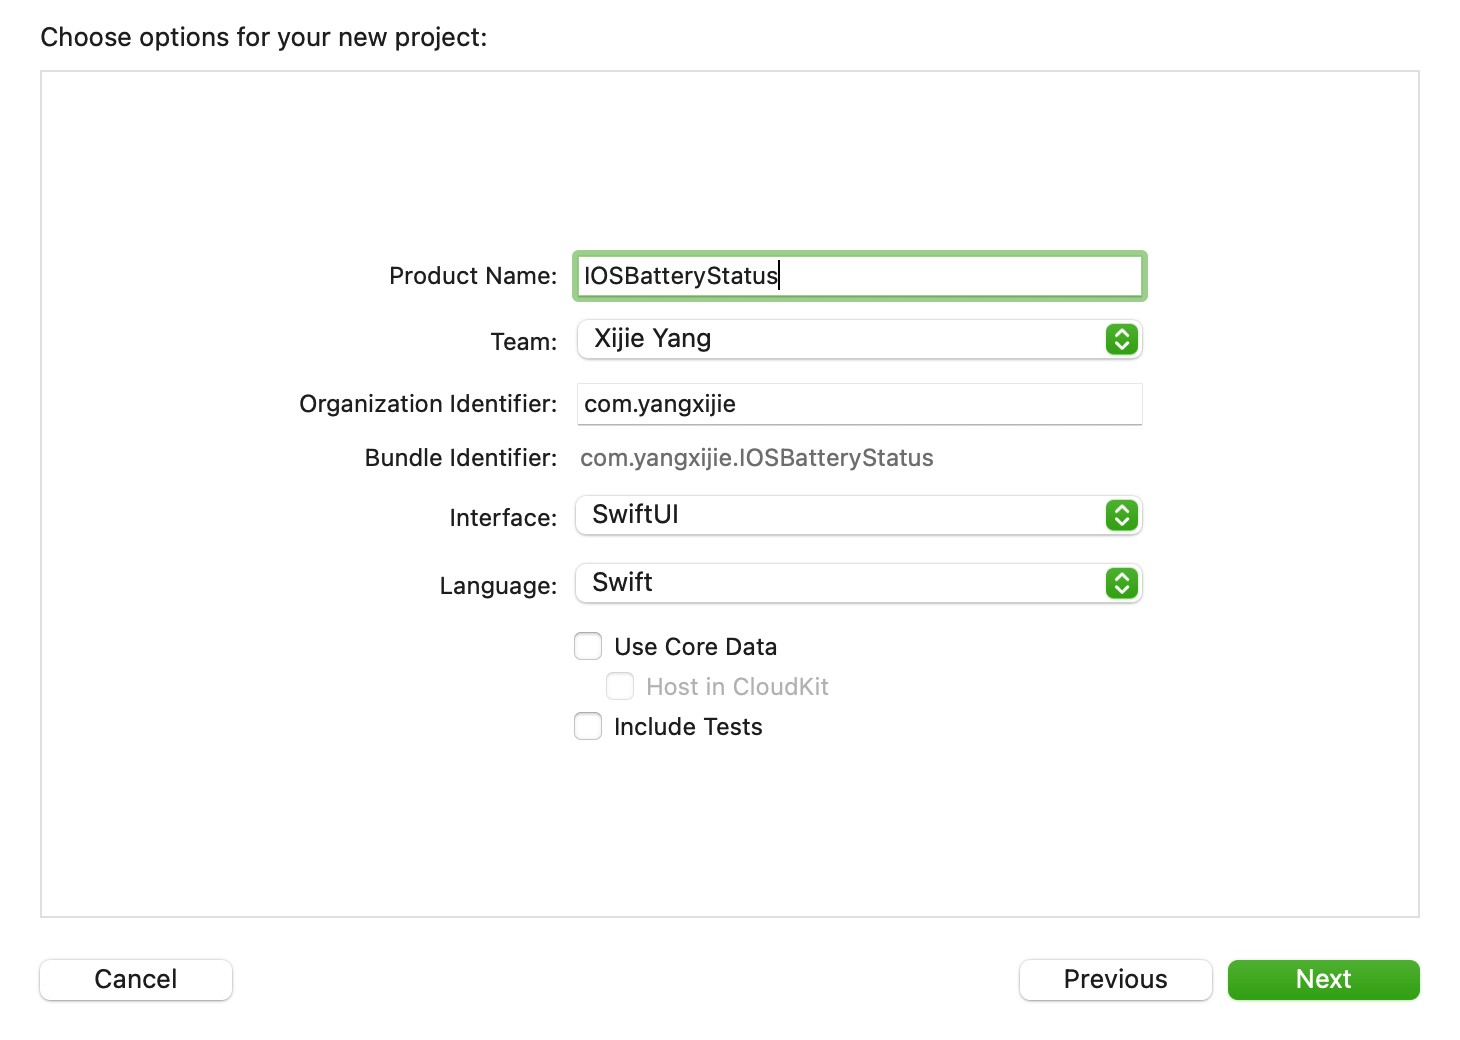 Choose options for your new project:
Product Name: IOSBatteryStatus
Team: Xijie Yang
Organization Identifier: com.yangxijie
Bundle Identifier: com.yangxijie.IOSBatteryStatus
Interface: SwiftUI
Language: Swift
Use Core Data
Host in CloudKit
Include Tests
Cancel Previous Next